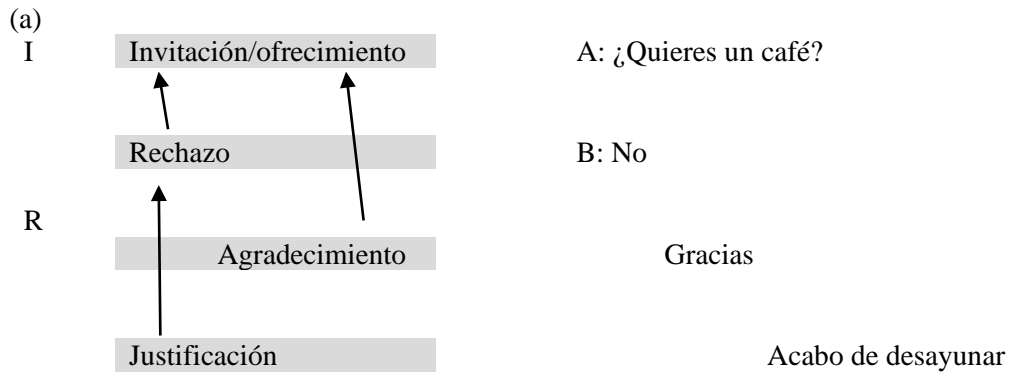 (a)
I Invitación/ofrecimiento A: ¿Quieres un café?
Rechazo B: No
R
Agradecimiento Gracias
Justificación Acabo de desayunar